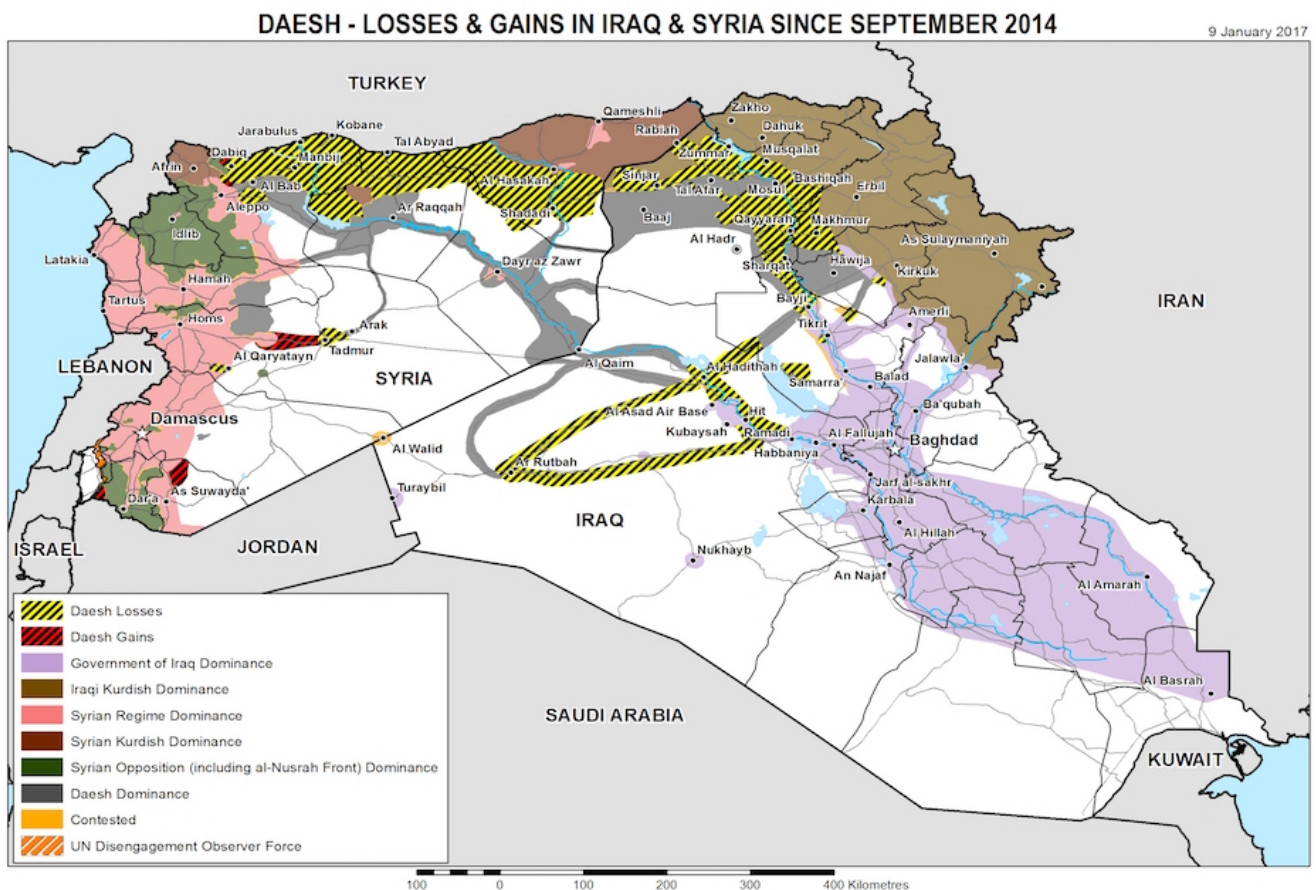 DAESH - LOSSES & GAINS IN IRAQ & SYRIA SINCE SEPTEMBER 2014
9 January 2017
TURKEY
Qameshli
Zakho
Kobane
Jarabulus
Rabiah
Dahuk
Tal Abyad
Dabiq
Manbij
Zummar
Musqalat
Afrin
Al Hasakah
Sinjar
Bashiqah
Al Bab
Tal Afar
Mosul
Erbil
Aleppo
Ar Raqqah
Shadadi
Baaj
Qayyarah
Makhmur
Idlib
Al Hadr
As Sulaymaniyah
Latakia
Dayr az Zawr
Sharqat
Hawija
Kirkuk
Hamah
Tartus
Bayji
IRAN
Homs
Arak
Tikrit
Amerli
Al Qaryatayn
Tadmur
LEBANON
SYRIA
Al Qaim
Al Hadithah
Jalawla'
Samarra'
Balad
Damascus
Al Asad Air Base
Hit
Ba'qubah
Kubaysah
Ramadi
Al Fallujah
Baghdad
Al Walid
Habbaniya
Ar Rutbah
Dar'a
As Suwayda'
Turaybil
Jarf al-sakhr
Karbala
IRAQ
Al Hillah
ISRAEL
JORDAN
Nukhayb
An Najaf
Al Amarah
Al Basrah
SAUDI ARABIA
KUWAIT
Daesh Losses
Daesh Gains
Government of Iraq Dominance
Iraqi Kurdish Dominance
Syrian Regime Dominance
Syrian Kurdish Dominance
Syrian Opposition (including al-Nusrah Front) Dominance
Daesh Dominance
Contested
UN Disengagement Observer Force
100 0 100 200 300 400 Kilometres